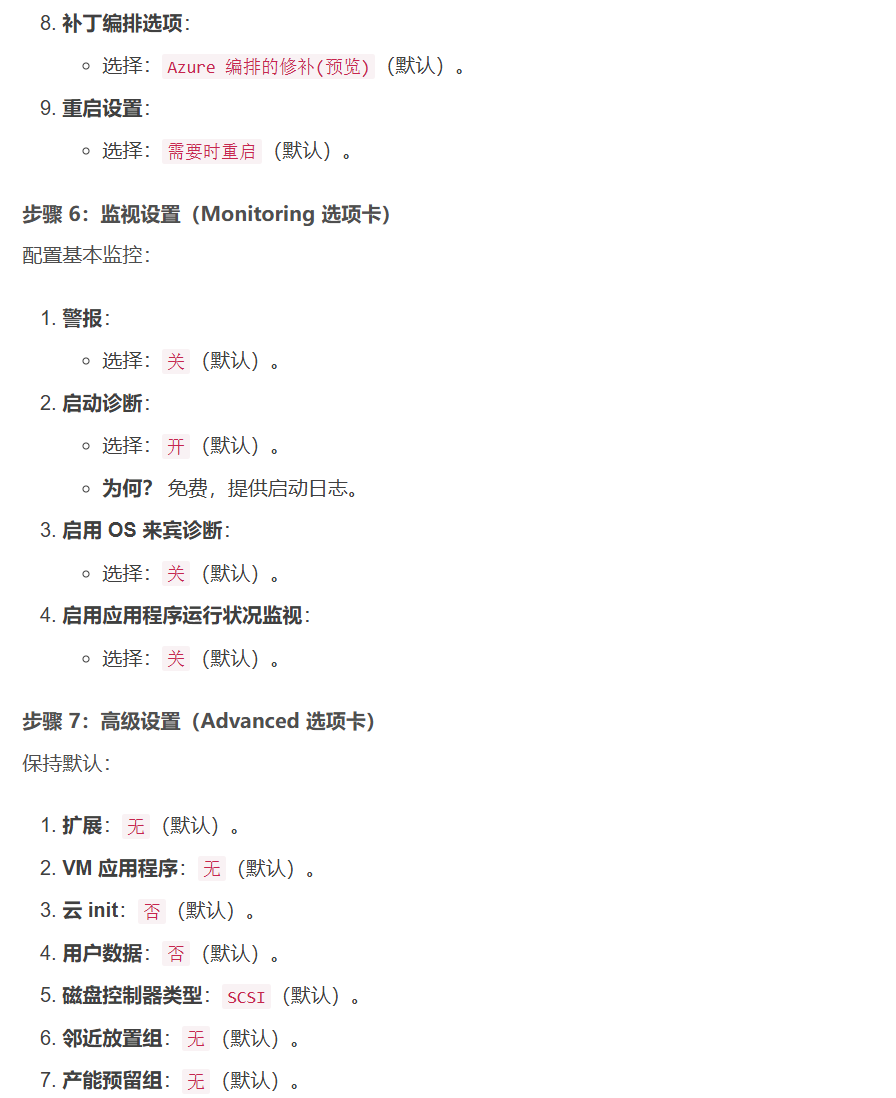 8. 补丁编排选项：
选择： Azure 编排的修补(预览) （默认）。
9. 重启设置：
选择： 需要时重启 （默认）。
步骤 6：监视设置（Monitoring 选项卡）
配置基本监控：
1. 警报：
选择： 关 （默认）。
2. 启动诊断：
选择： 开 （默认）。
为何？ 免费，提供启动日志。
3. 启用 OS 来宾诊断：
选择： 关 （默认）。
4. 启用应用程序运行状况监视：
选择： 关 （默认）。
步骤 7：高级设置（Advanced 选项卡）
保持默认：
1. 扩展： 无 （默认）。
2. VM 应用程序： 无 （默认）。
3. 云 init： 否 （默认）。
4. 用户数据： 否 （默认）。
5. 磁盘控制器类型： SCSI （默认）。
6. 邻近放置组： 无 （默认）。
7. 产能预留组： 无 （默认）。